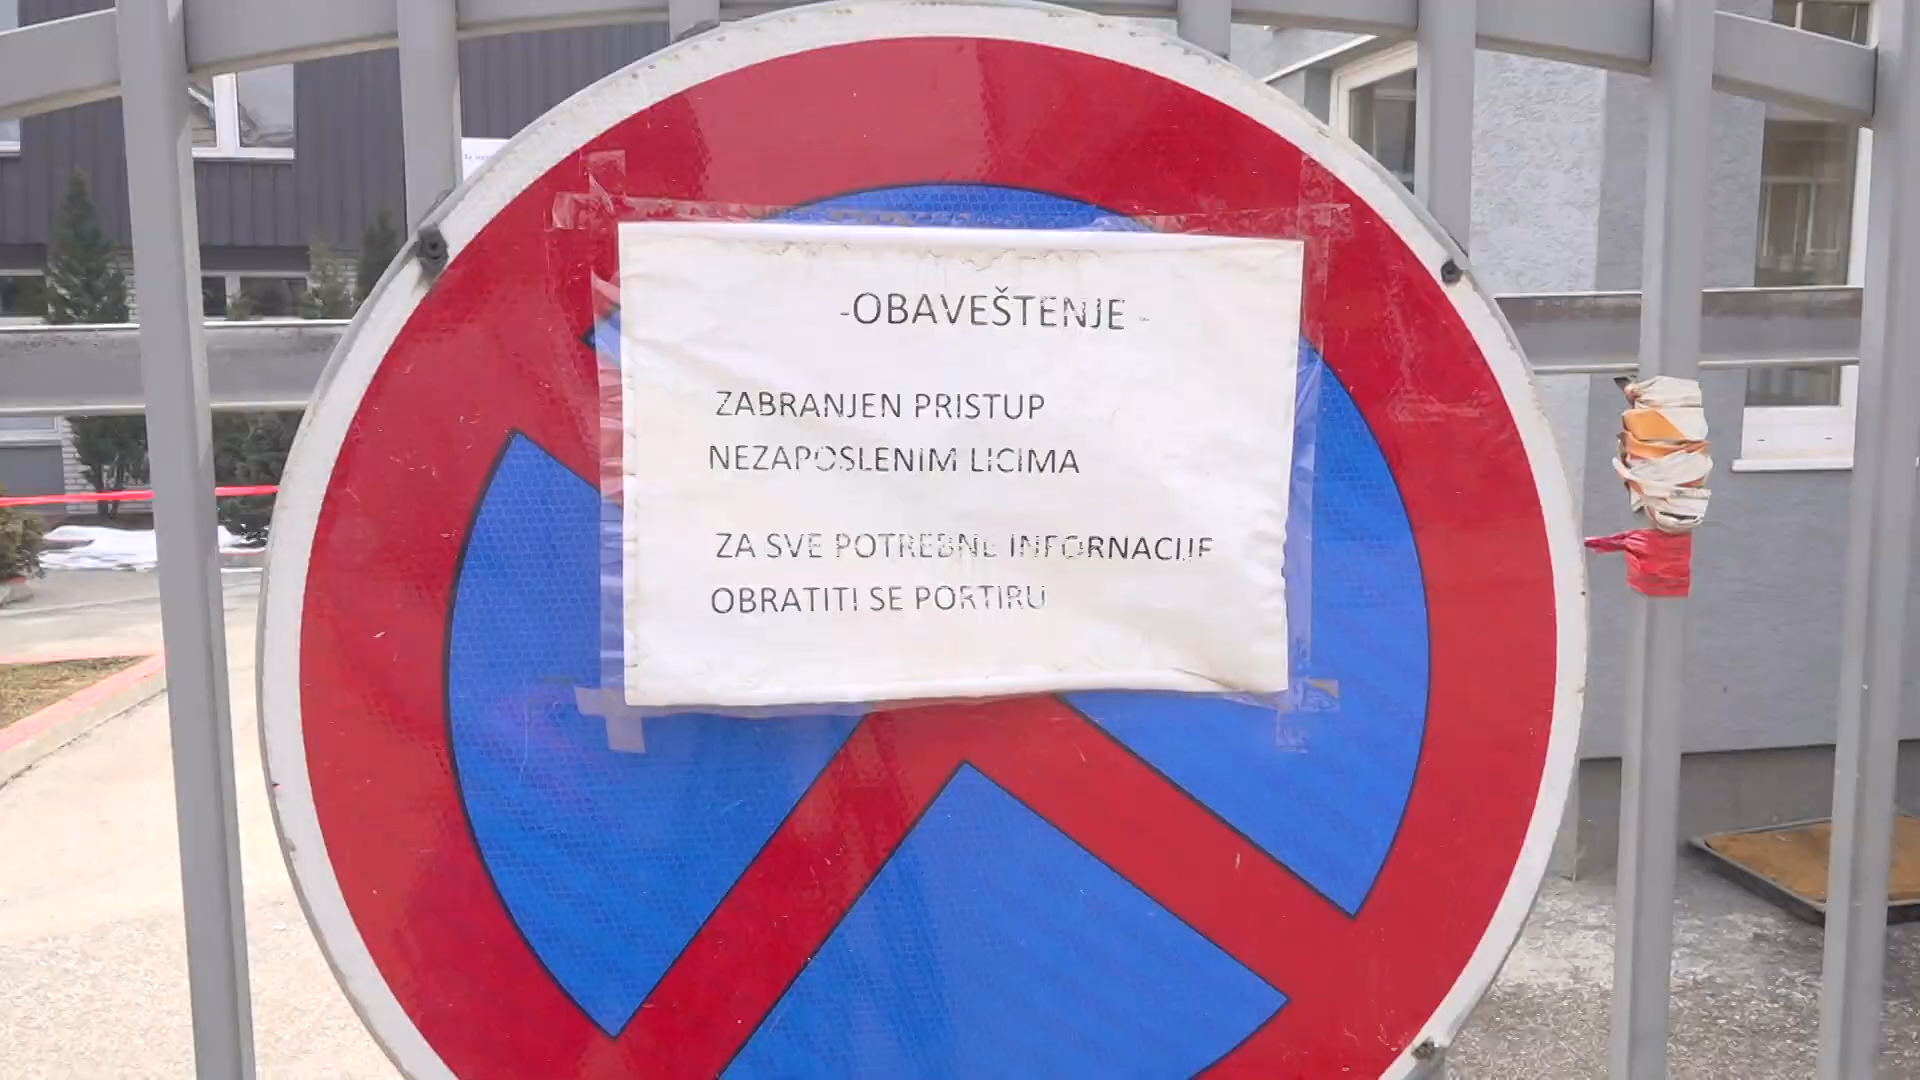 -OBAVEŠTENJE-
ZABRANJEN PRISTUP
NEZAPOSLENIM LICIMA
ZA SVE POTREBNE INFORNACIJE
OBRATITI SE PORTIRU